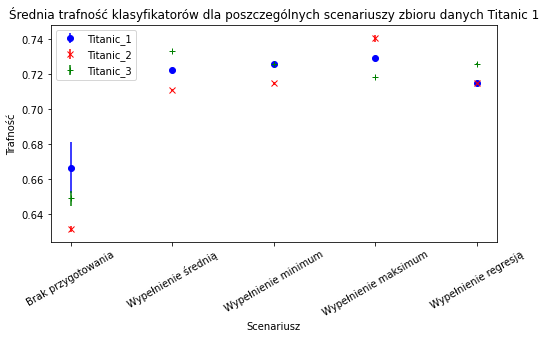 Średnia trafność klasyfikatorów dla poszczególnych scenariuszy zbioru danych Titanic 1
Titanic_1
Titanic_2
Titanic_3
Trafność
0.74
0.72
0.70
0.68
0.66
0.64
Brak przygotowania
Wypełnienie średnią
Wypełnienie minimum
Wypełnienie maksimum
Wypełnienie regresją
Scenariusz